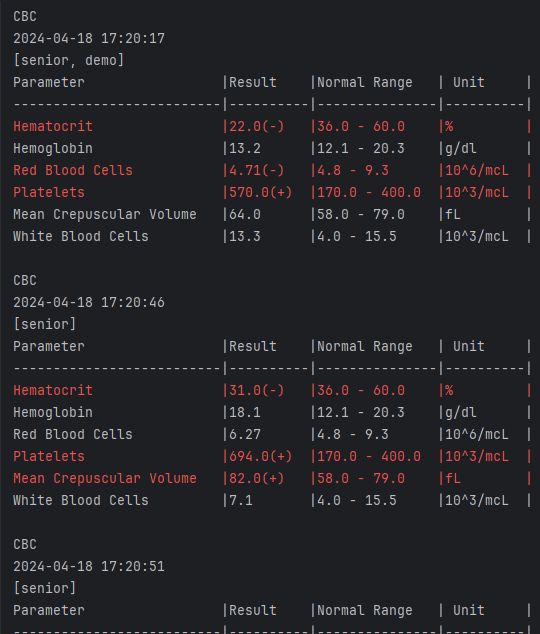 CBC
2024-04-18 17:20:17
[senior, demo]
Parameter                 |Result    |Normal Range   | Unit     |
--------------------------|----------|---------------|----------|
Hematocrit                |22.0(-)   |36.0 - 60.0    |%         |
Hemoglobin                |13.2      |12.1 - 20.3    |g/dl      |
Red Blood Cells           |4.71(-)   |4.8 - 9.3      |10^6/mcL  |
Platelets                 |570.0(+)  |170.0 - 400.0  |10^3/mcL  |
Mean Crepuscular Volume   |64.0      |58.0 - 79.0    |fL        |
White Blood Cells         |13.3      |4.0 - 15.5     |10^3/mcL  |
CBC
2024-04-18 17:20:46
[senior]
Parameter                 |Result    |Normal Range   | Unit     |
--------------------------|----------|---------------|----------|
Hematocrit                |31.0(-)   |36.0 - 60.0    |%         |
Hemoglobin                |18.1      |12.1 - 20.3    |g/dl      |
Red Blood Cells           |6.27      |4.8 - 9.3      |10^6/mcL  |
Platelets                 |694.0(+)  |170.0 - 400.0  |10^3/mcL  |
Mean Crepuscular Volume   |82.0(+)   |58.0 - 79.0    |fL        |
White Blood Cells         |7.1       |4.0 - 15.5     |10^3/mcL  |
CBC
2024-04-18 17:20:51
[senior]
Parameter                 |Result    |Normal Range   | Unit     |
--------------------------|----------|---------------|----------|